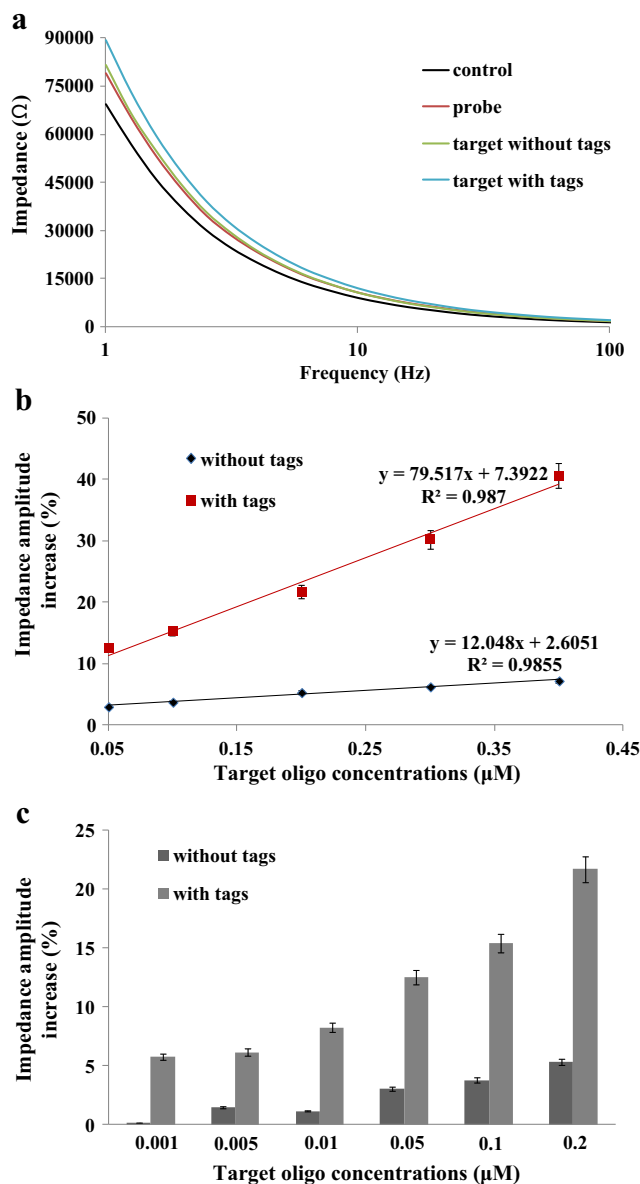 a
90000
75000
60000
45000
30000
15000
0
Impedance (Ω)
control
probe
target without tags
target with tags
1
10
100
Frequency (Hz)
b
50
40
30
20
10
0
Impedance amplitude
increase (%)
without tags
with tags
y = 79.517x + 7.3922
R² = 0.987
y = 12.048x + 2.6051
R² = 0.9855
0.05
0.15
0.25
0.35
0.45
Target oligo concentrations (µM)
c
25
20
15
10
5
0
Impedance amplitude
increase (%)
without tags
with tags
0.001
0.005
0.01
0.05
0.1
0.2
Target oligo concentrations (µM)